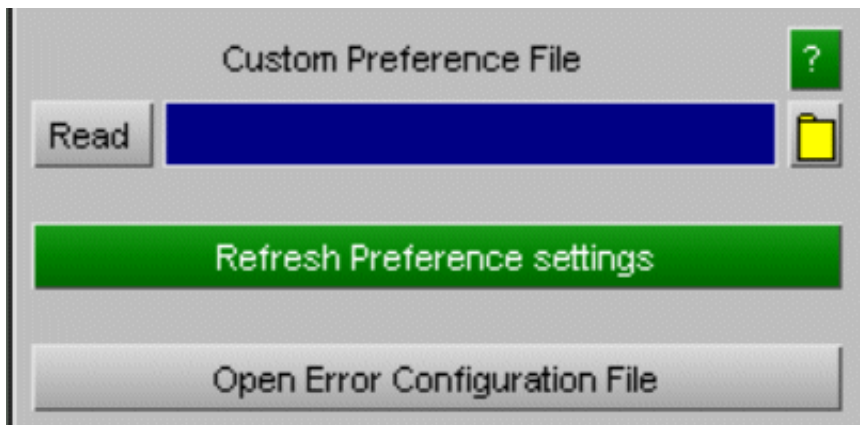 Custom Preference File ?
Read
Refresh Preference settings
Open Error Configuration File